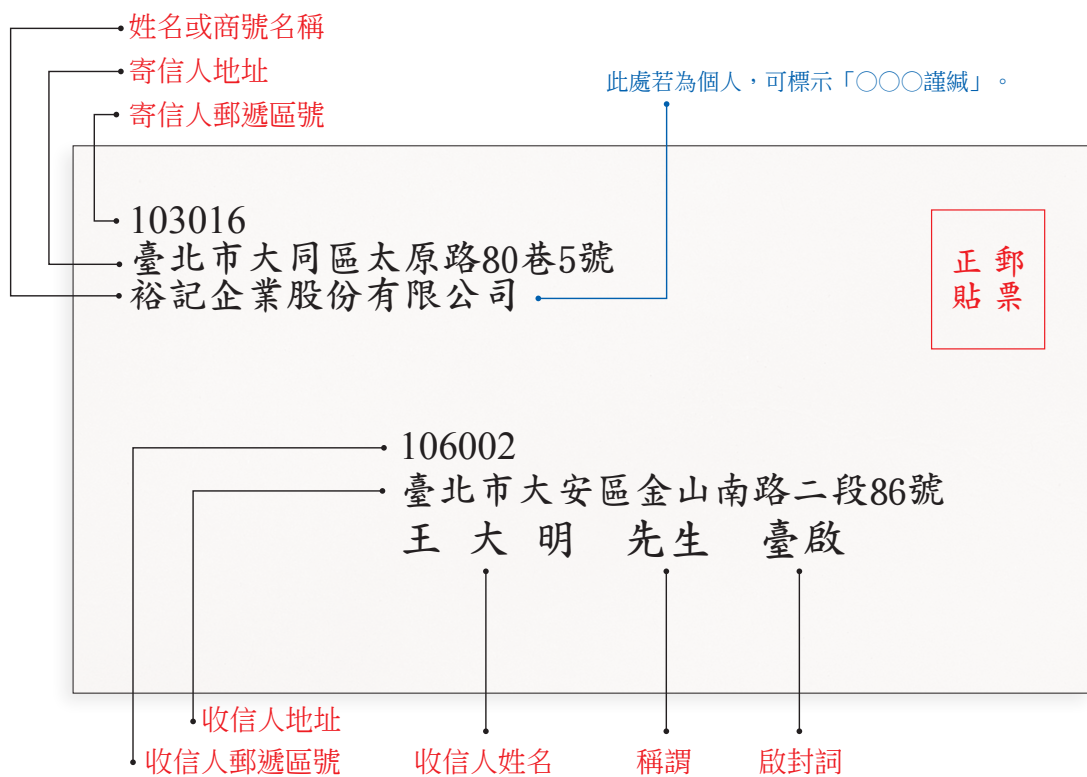 姓名或商號名稱
寄信人地址
寄信人郵遞區號
此處若為個人，可標示「○○○謹緘」。
103016
臺北市大同區太原路80巷5號
裕記企業股份有限公司
郵票
正貼
106002
臺北市大安區金山南路二段86號
王大明 先生 臺啟
收信人地址
收信人郵遞區號
收信人姓名
稱謂
啟封詞